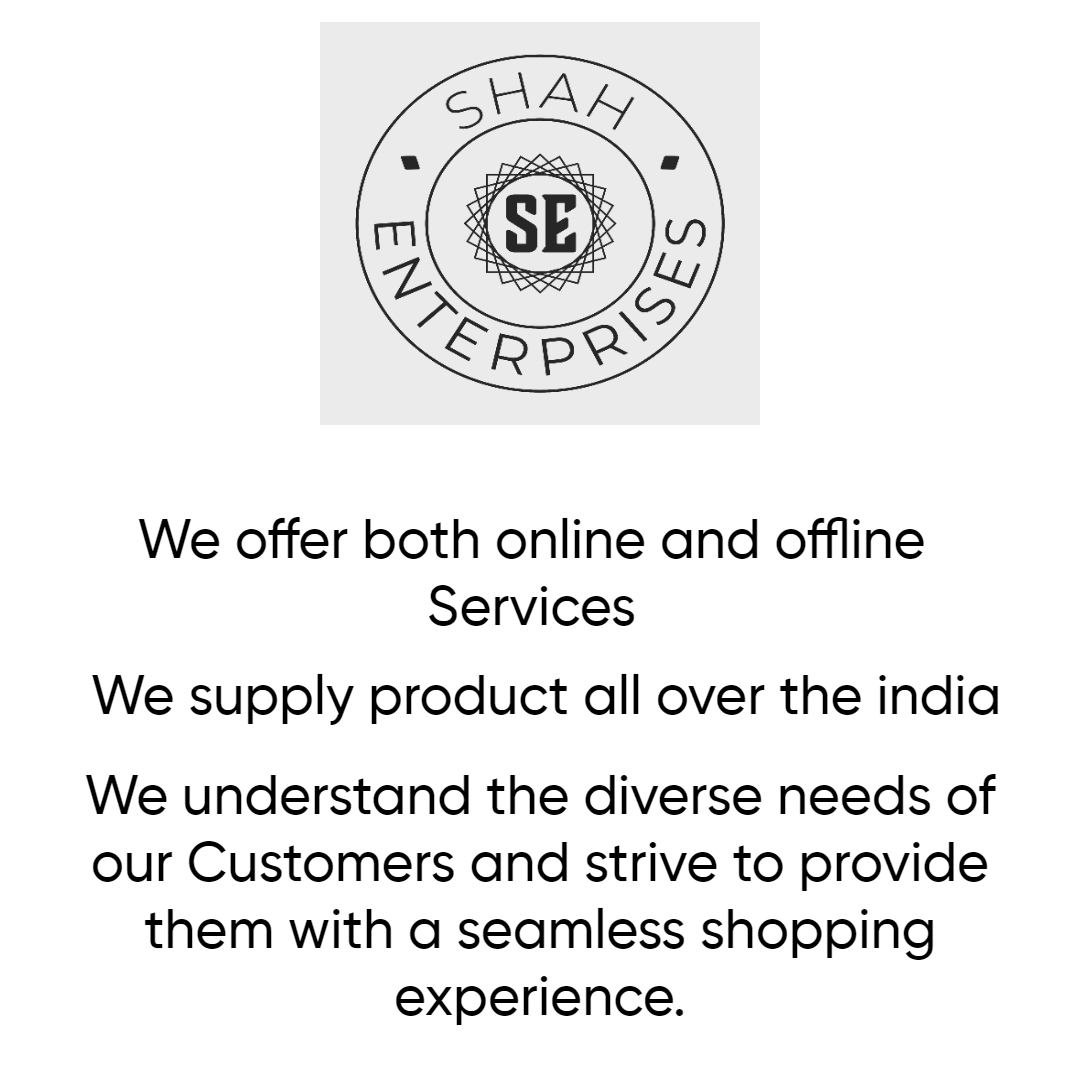 SHAH
SE
ENTERPRISES
We offer both online and offline
Services
We supply product all over the india
We understand the diverse needs of
our Customers and strive to provide
them with a seamless shopping
experience.